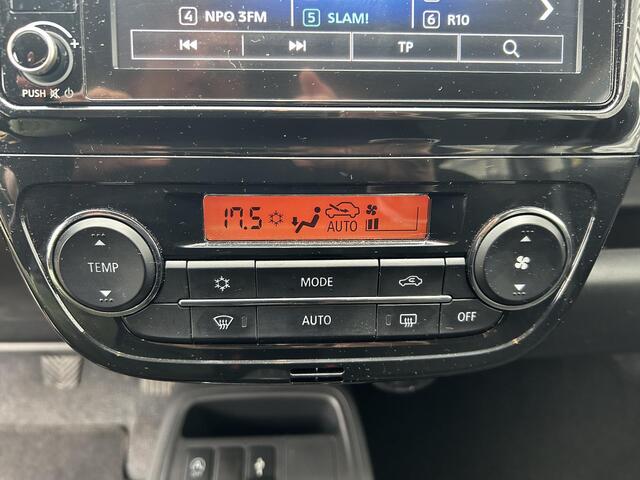 4 NPO 3FM
5 SLAM!
6 R10
TP
PUSH
17.5
AUTO
TEMP
MODE
AUTO
OFF